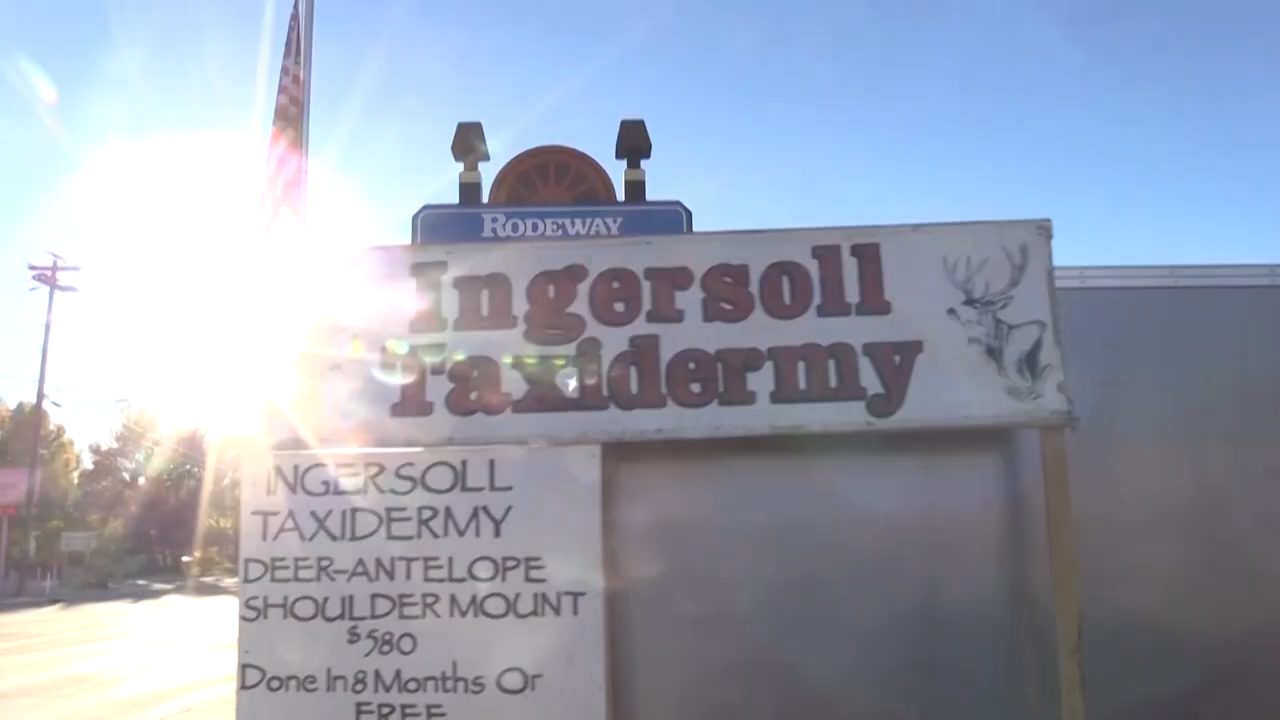 RODEWAY
Ingersoll
Taxidermy
INGERSOLL
TAXIDERMY
DEER-ANTELOPE
SHOULDER MOUNT
$580
Done In 8 Months Or
FREE